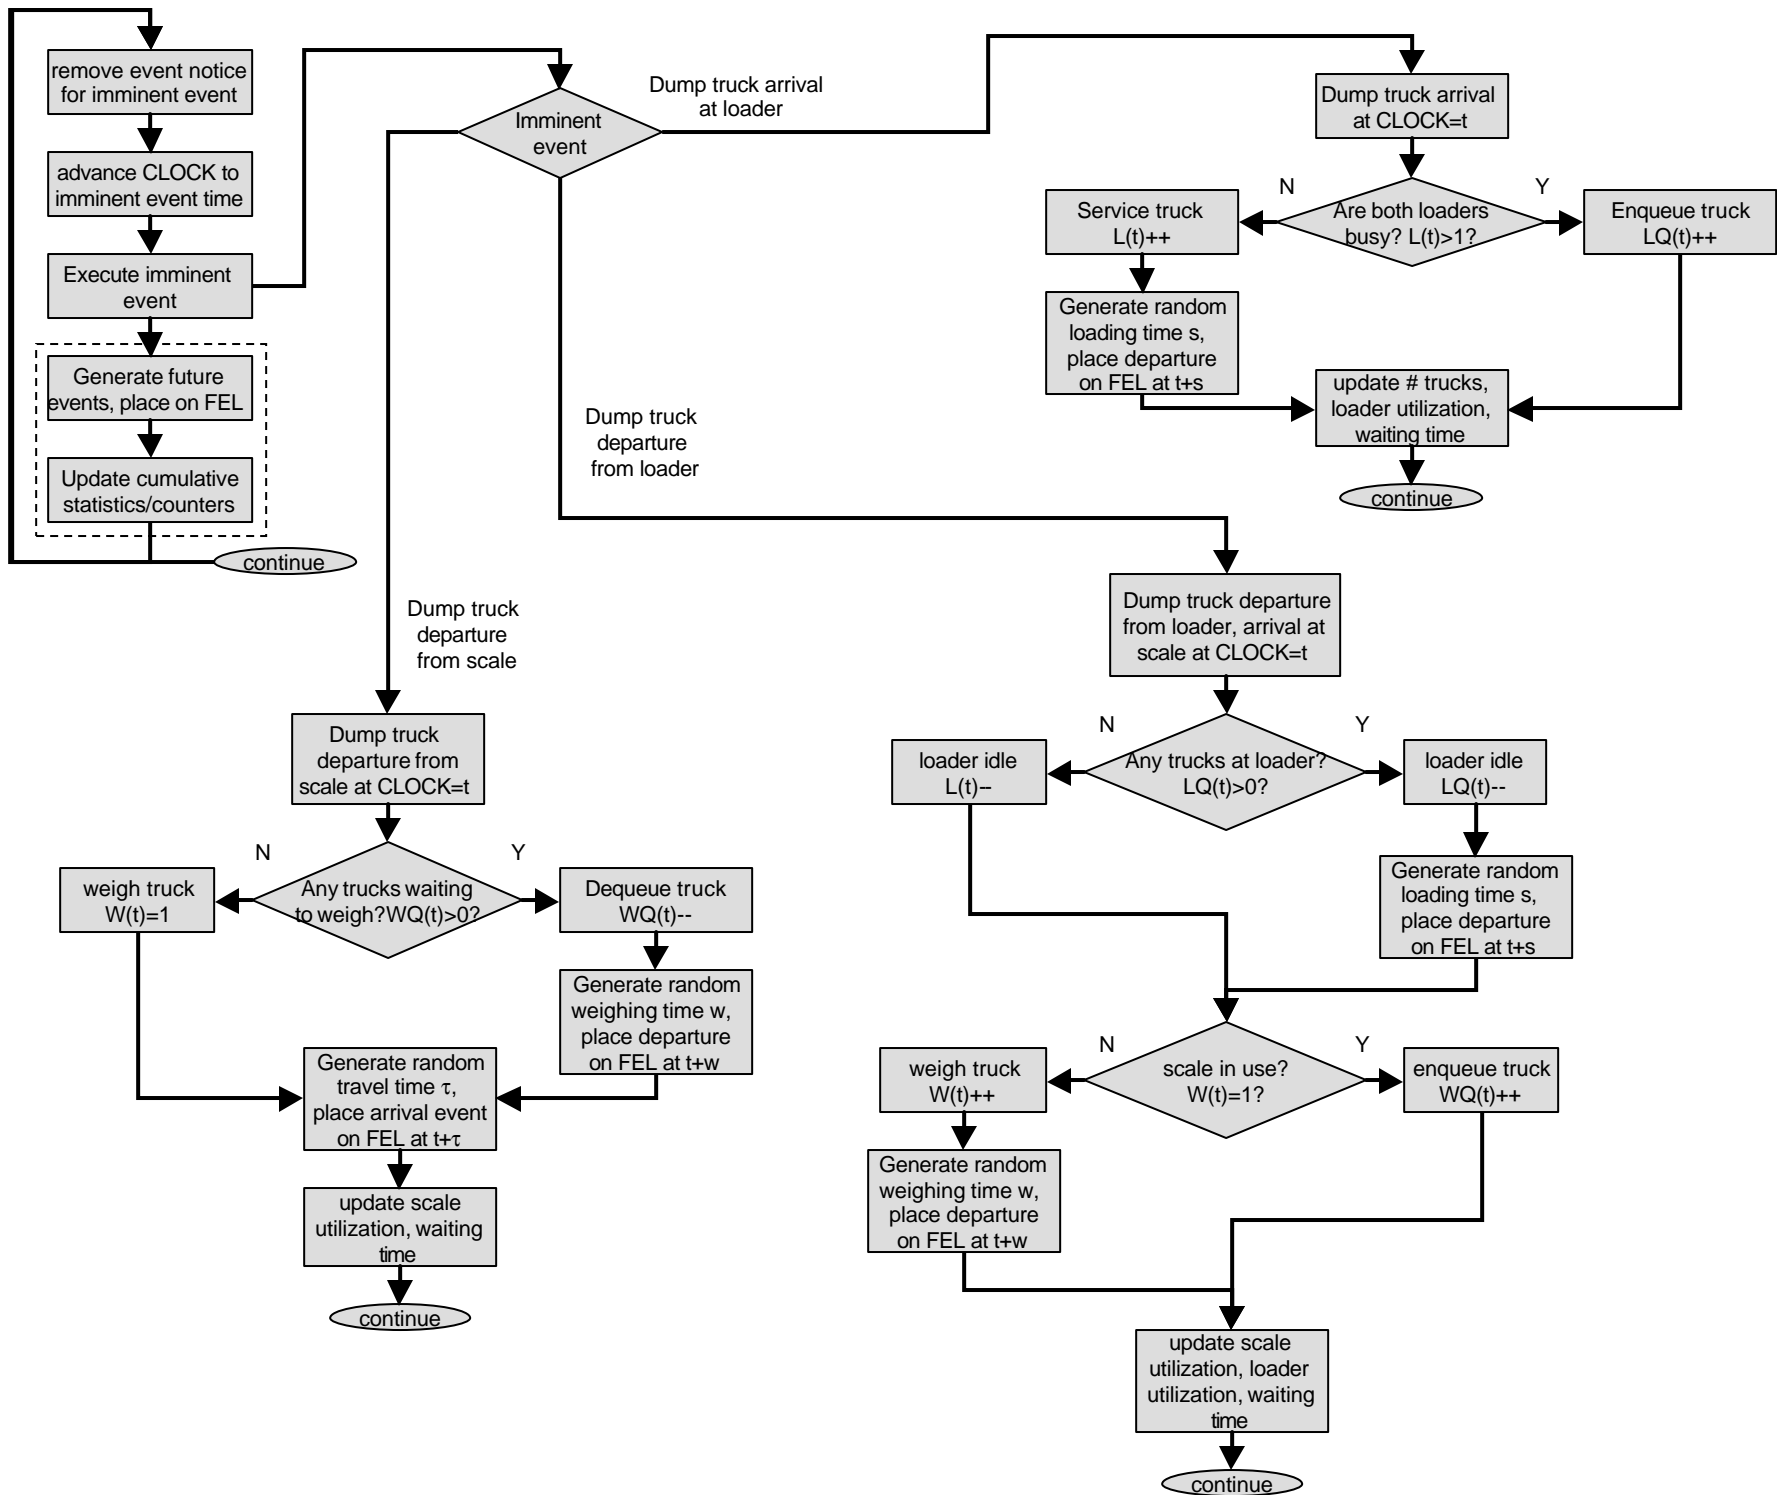 remove event notice
for imminent event
advance CLOCK to
imminent event time
Execute imminent
event
Generate future
events, place on FEL
Update cumulative
statistics/counters
continue
Imminent
event
Dump truck arrival
at loader
Dump truck
departure
from loader
Dump truck
departure
from scale
Dump truck arrival
at CLOCK=t
N
Y
Service truck
L(t)++
Are both loaders
busy? L(t)>1?
Enqueue truck
LQ(t)++
Generate random
loading time s,
place departure
on FEL at t+s
update # trucks,
loader utilization,
waiting time
continue
Dump truck departure
from loader, arrival at
scale at CLOCK=t
N
Y
loader idle
L(t)–
Any trucks at loader?
LQ(t)>0?
loader idle
LQ(t)--
Generate random
loading time s,
place departure
on FEL at t+s
N
Y
weigh truck
W(t)++
scale in use?
W(t)=1?
enqueue truck
WQ(t)++
Generate random
weighing time w,
place departure
on FEL at t+w
update scale
utilization, loader
utilization, waiting
time
continue
Dump truck
departure from
scale at CLOCK=t
N
Y
weigh truck
W(t)=1
Any trucks waiting
to weigh?WQ(t)>0?
Dequeue truck
WQ(t)--
Generate random
weighing time w,
place departure
on FEL at t+w
Generate random
travel time τ,
place arrival event
on FEL at t+τ
update scale
utilization, waiting
time
continue